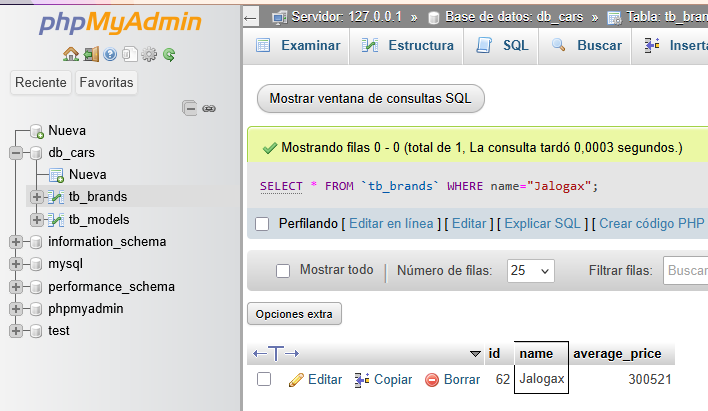 phpMyAdmin
Reciente Favoritas
Nueva
db_cars
Nueva
tb_brands
tb_models
information_schema
mysql
performance_schema
phpmyadmin
test
Servidor: 127.0.0.1 » Base de datos: db_cars » Tabla: tb_bran
Examinar Estructura SQL Buscar Inserta
Mostrar ventana de consultas SQL
Mostrando filas 0 - 0 (total de 1, La consulta tardó 0,0003 segundos.)
SELECT * FROM `tb_brands` WHERE name="Jalogax";
Perfilando [ Editar en línea ] [ Editar ] [ Explicar SQL ] [ Crear código PHP
Mostrar todo Número de filas: 25 Filtrar filas: Buscar
Opciones extra
←T→ id name average_price
Editar Copiar Borrar 62 Jalogax 300521